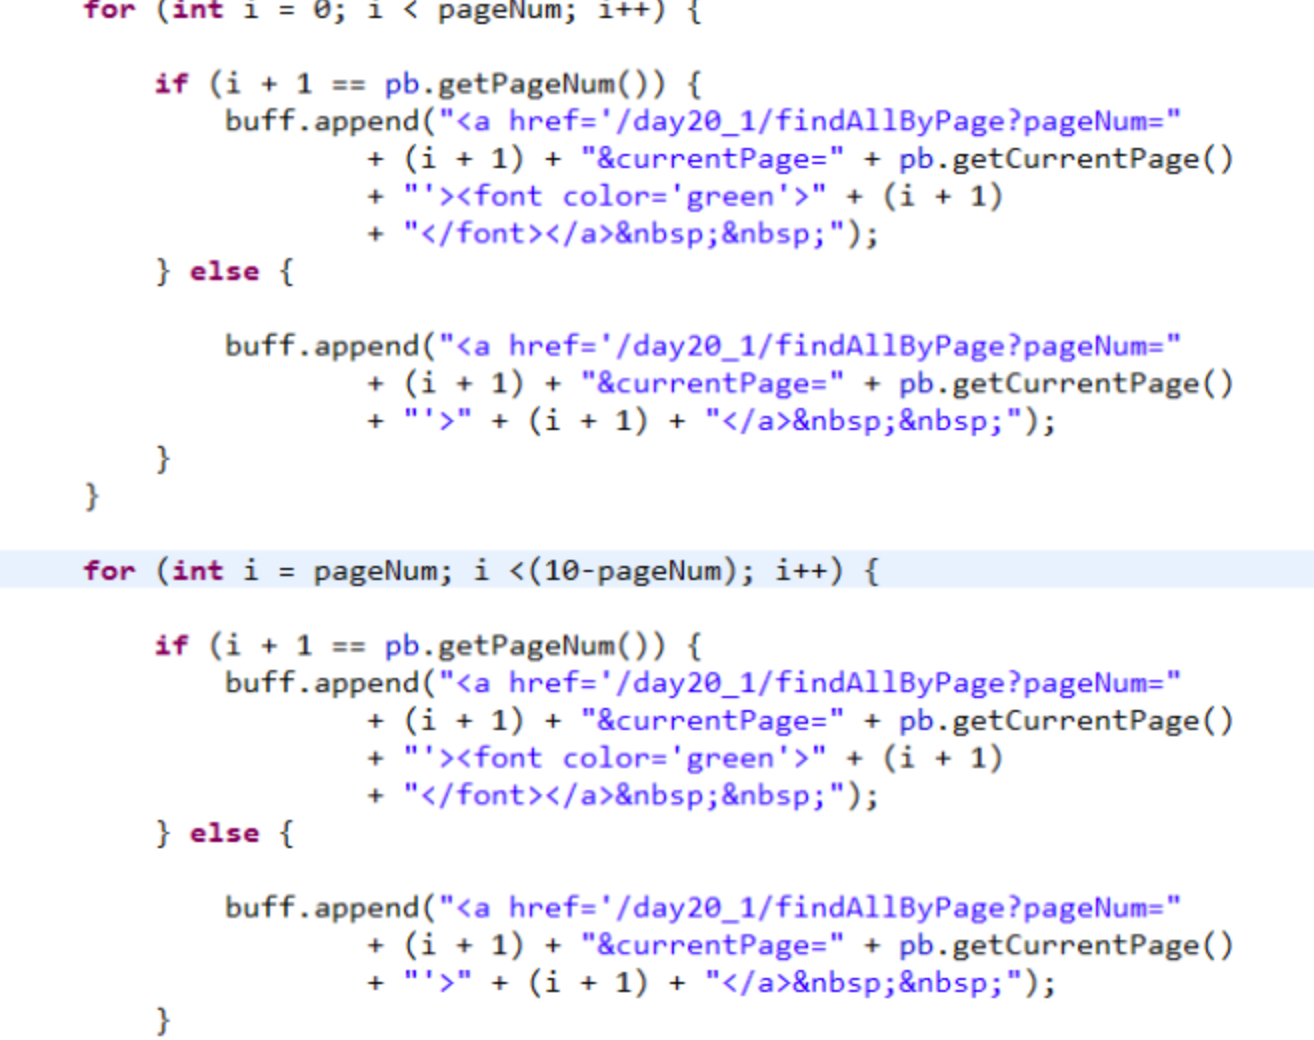 for (int i = 0; i < pageNum; i++) {
if (i + 1 == pb.getPageNum()) {
buff.append("<a href='/day20_1/findAllByPage?pageNum="
+ (i + 1) + "&currentPage=" + pb.getCurrentPage()
+ "'><font color='green'>" + (i + 1)
+ "</font></a>&nbsp;&nbsp;");
} else {
buff.append("<a href='/day20_1/findAllByPage?pageNum="
+ (i + 1) + "&currentPage=" + pb.getCurrentPage()
+ "'>" + (i + 1) + "</a>&nbsp;&nbsp;");
}
}
for (int i = pageNum; i <(10-pageNum); i++) {
if (i + 1 == pb.getPageNum()) {
buff.append("<a href='/day20_1/findAllByPage?pageNum="
+ (i + 1) + "&currentPage=" + pb.getCurrentPage()
+ "'><font color='green'>" + (i + 1)
+ "</font></a>&nbsp;&nbsp;");
} else {
buff.append("<a href='/day20_1/findAllByPage?pageNum="
+ (i + 1) + "&currentPage=" + pb.getCurrentPage()
+ "'>" + (i + 1) + "</a>&nbsp;&nbsp;");
}